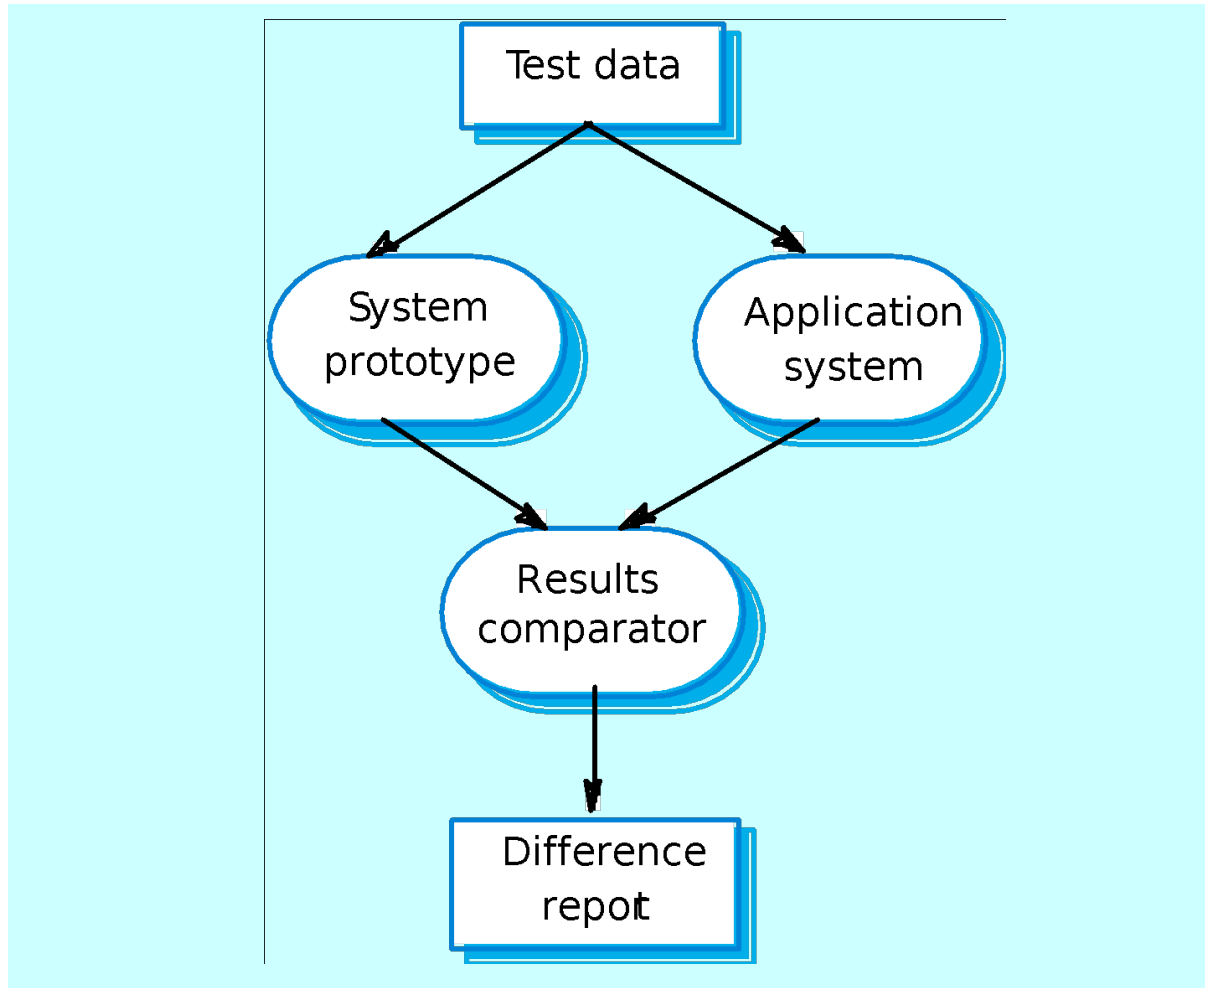 Test data
System
prototype
Application
system
Results
comparator
Difference
report